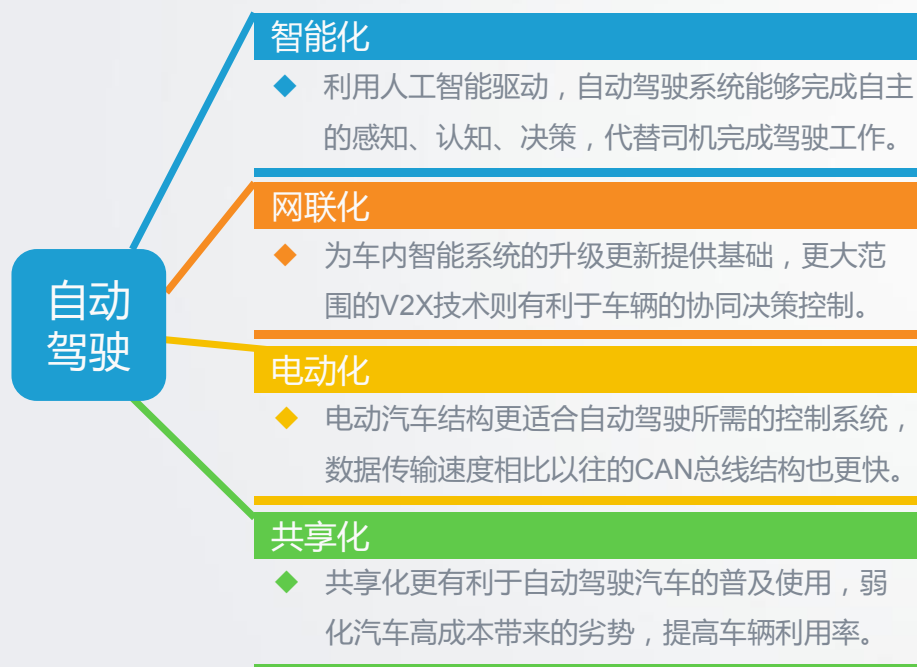 智能化
利用人工智能驱动，自动驾驶系统能够完成自主
的感知、认知、决策，代替司机完成驾驶工作。
网联化
为车内智能系统的升级更新提供基础，更大范
围的V2X技术则有利于车辆的协同决策控制。
自动
驾驶
电动化
电动汽车结构更适合自动驾驶所需的控制系统，
数据传输速度相比以往的CAN总线结构也更快。
共享化
共享化更有利于自动驾驶汽车的普及使用，弱
化汽车高成本带来的劣势，提高车辆利用率。